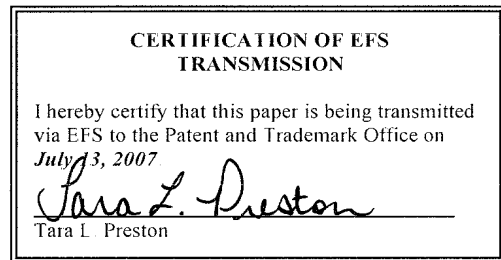 CERTIFICATION OF EFS
TRANSMISSION
I hereby certify that this paper is being transmitted
via EFS to the Patent and Trademark Office on
July 13, 2007
Tara L. Preston
Tara L. Preston